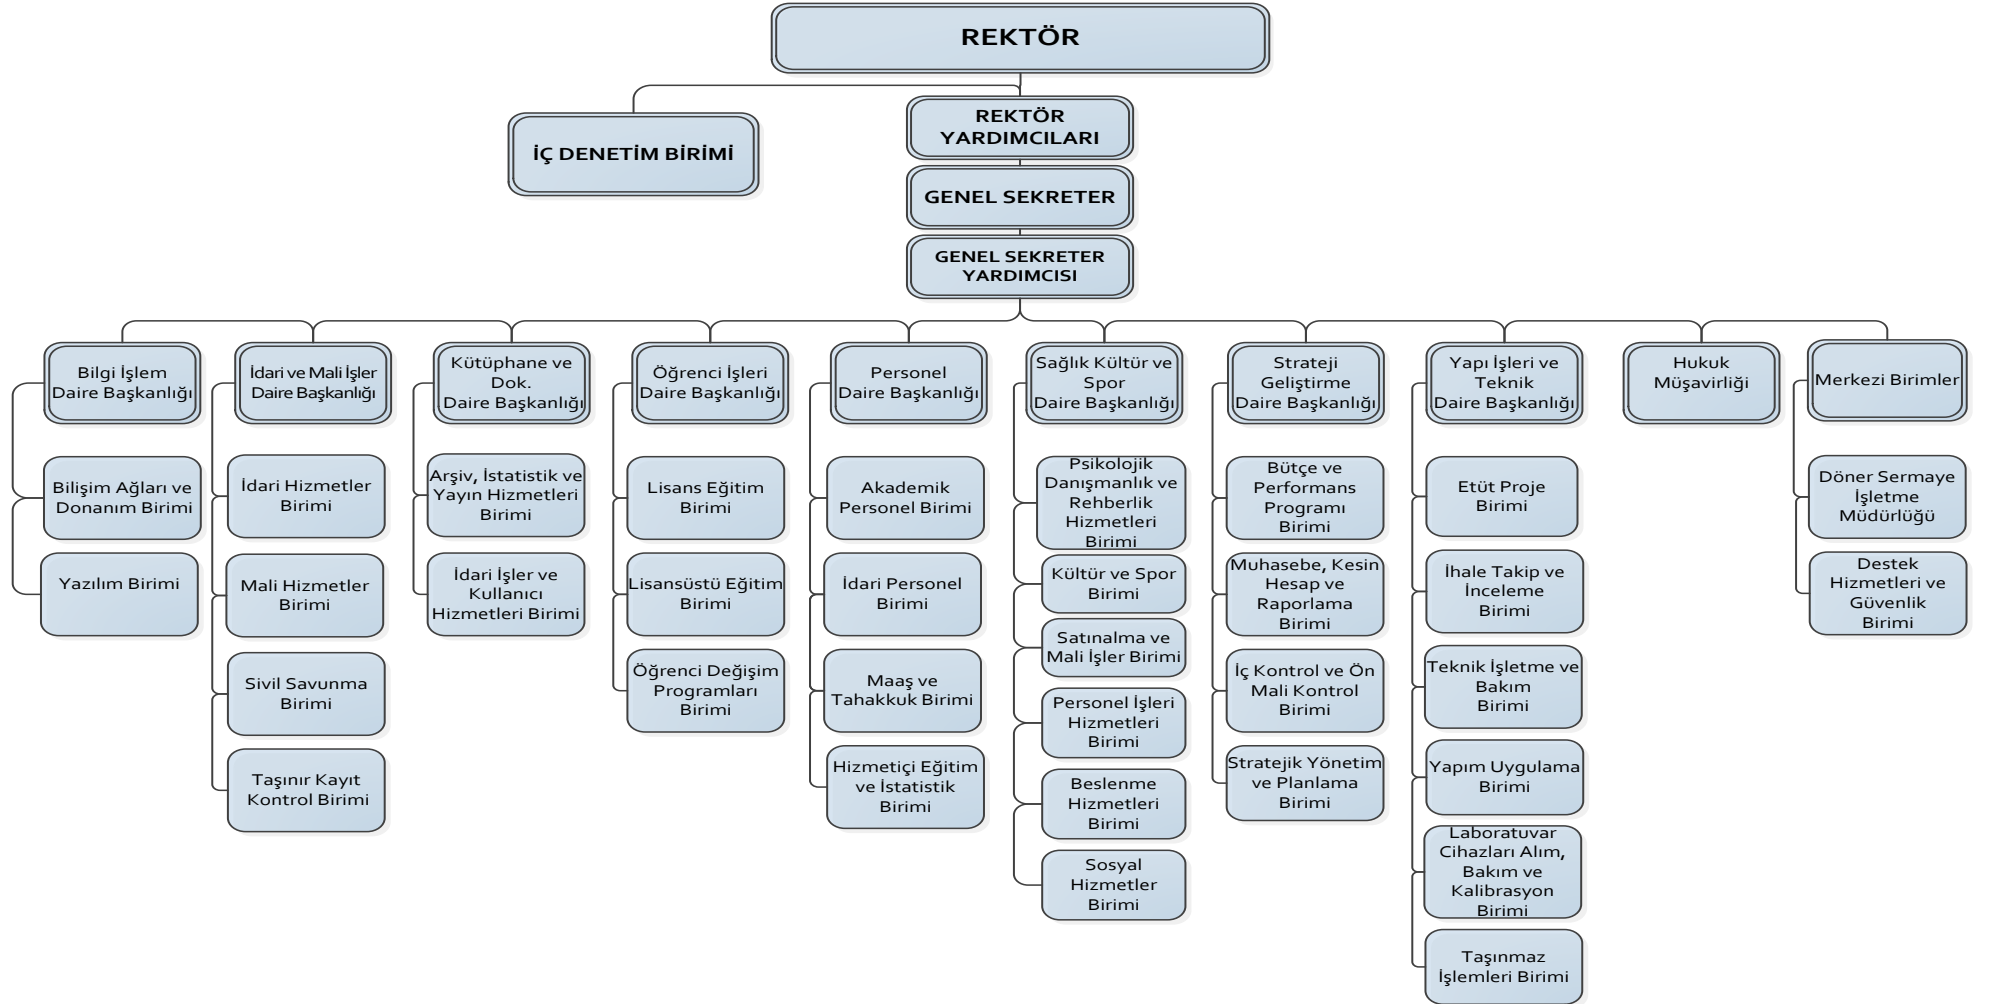 REKTÖR
İÇ DENETİM BİRİMİ
REKTÖR
YARDIMCILARI
GENEL SEKRETER
GENEL SEKRETER
YARDIMCISI
Bilgi İşlem
Daire Başkanlığı
Bilişim Ağları ve
Donanım Birimi
Yazılım Birimi
İdari ve Mali İşler
Daire Başkanlığı
İdari Hizmetler
Birimi
Mali Hizmetler
Birimi
Sivil Savunma
Birimi
Taşınır Kayıt
Kontrol Birimi
Kütüphane ve
Dok.
Daire Başkanlığı
Arşiv, İstatistik ve
Yayın Hizmetleri
Birimi
İdari İşler ve
Kullanıcı
Hizmetleri Birimi
Öğrenci İşleri
Daire Başkanlığı
Lisans Eğitim
Birimi
Lisansüstü Eğitim
Birimi
Öğrenci Değişim
Programları
Birimi
Personel
Daire Başkanlığı
Akademik
Personel Birimi
İdari Personel
Birimi
Maaş ve
Tahakkuk Birimi
Hizmetiçi Eğitim
ve İstatistik
Birimi
Sağlık Kültür ve
Spor
Daire Başkanlığı
Psikolojik
Danışmanlık ve
Rehberlik
Hizmetleri
Birimi
Kültür ve Spor
Birimi
Satınalma ve
Mali İşler Birimi
Personel İşleri
Hizmetleri
Birimi
Beslenme
Hizmetleri
Birimi
Sosyal
Hizmetler
Birimi
Strateji
Geliştirme
Daire Başkanlığı
Bütçe ve
Performans
Programı
Birimi
Muhasebe, Kesin
Hesap ve
Raporlama
Birimi
İç Kontrol ve Ön
Mali Kontrol
Birimi
Stratejik Yönetim
ve Planlama
Birimi
Yapı İşleri ve
Teknik
Daire Başkanlığı
Etüt Proje
Birimi
İhale Takip ve
İnceleme
Birimi
Teknik İşletme ve
Bakım
Birimi
Yapım Uygulama
Birimi
Laboratuvar
Cihazları Alım,
Bakım ve
Kalibrasyon
Birimi
Taşınmaz
İşlemleri Birimi
Hukuk
Müşavirliği
Merkezi Birimler
Döner Sermaye
İşletme
Müdürlüğü
Destek
Hizmetleri ve
Güvenlik
Birimi